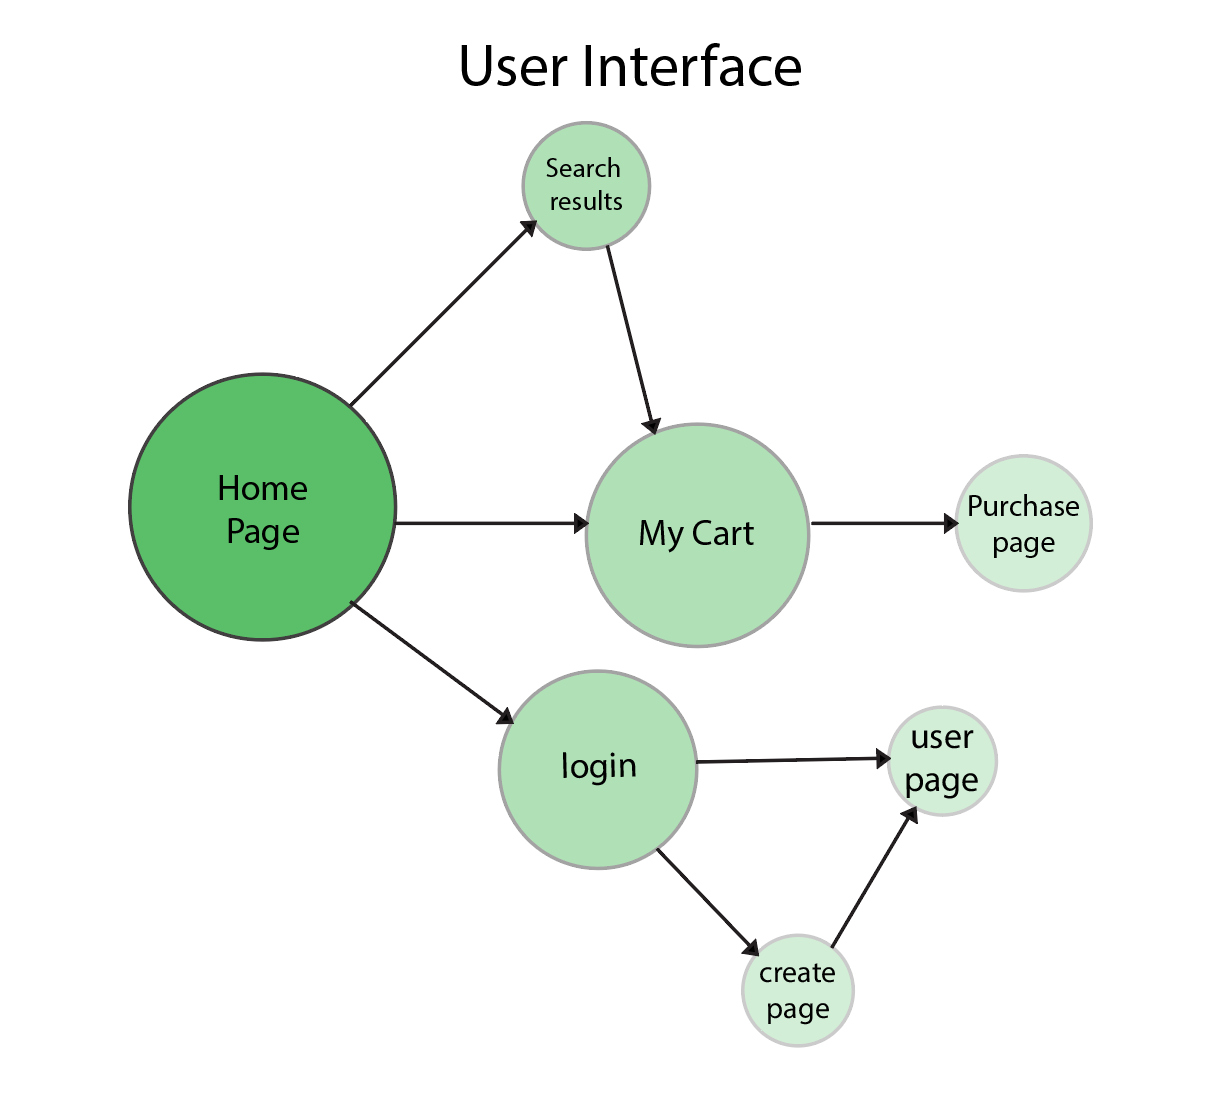 User Interface
Search
results
Home
Page
My Cart
Purchase
page
login
user
page
create
page